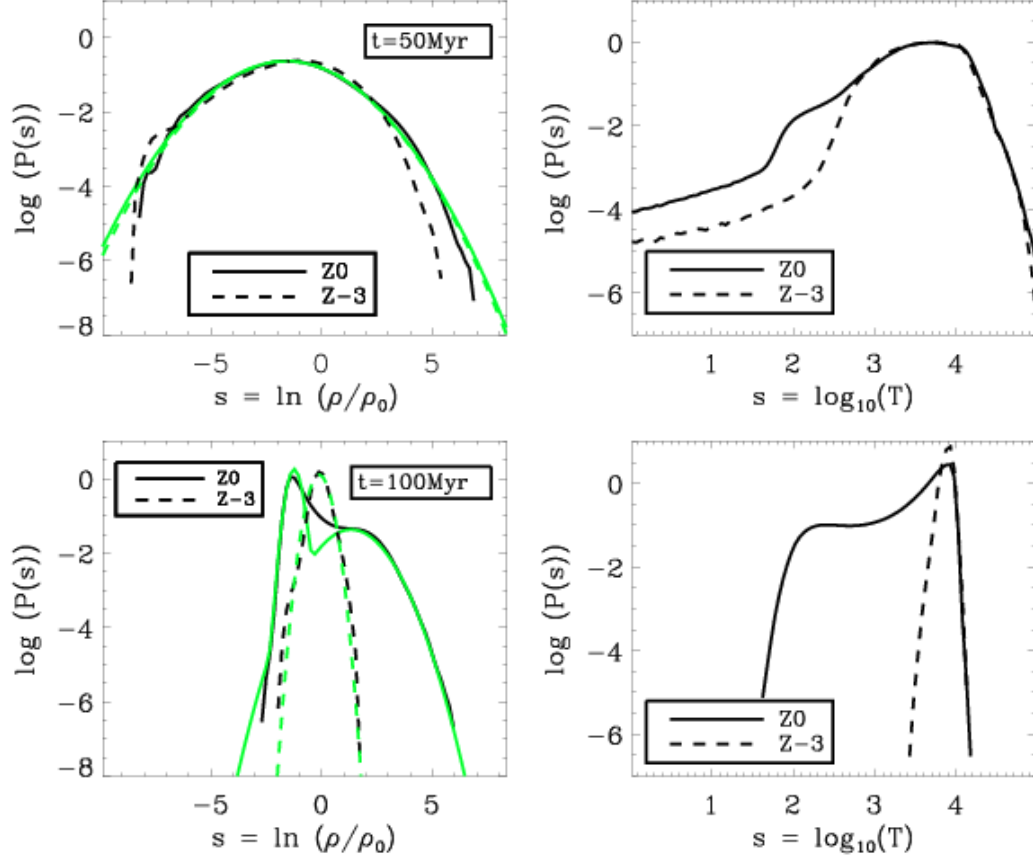 0
−2
−4
−6
−8
log (P(s))
t=50Myr
Z0
Z-3
−5 0 5
s = ln (ρ/ρ₀)
0
−2
−4
−6
log (P(s))
Z0
Z-3
1 2 3 4
s = log₁₀(T)
0
−2
−4
−6
−8
log (P(s))
Z0
Z-3
t=100Myr
−5 0 5
s = ln (ρ/ρ₀)
0
−2
−4
−6
log (P(s))
Z0
Z-3
1 2 3 4
s = log₁₀(T)